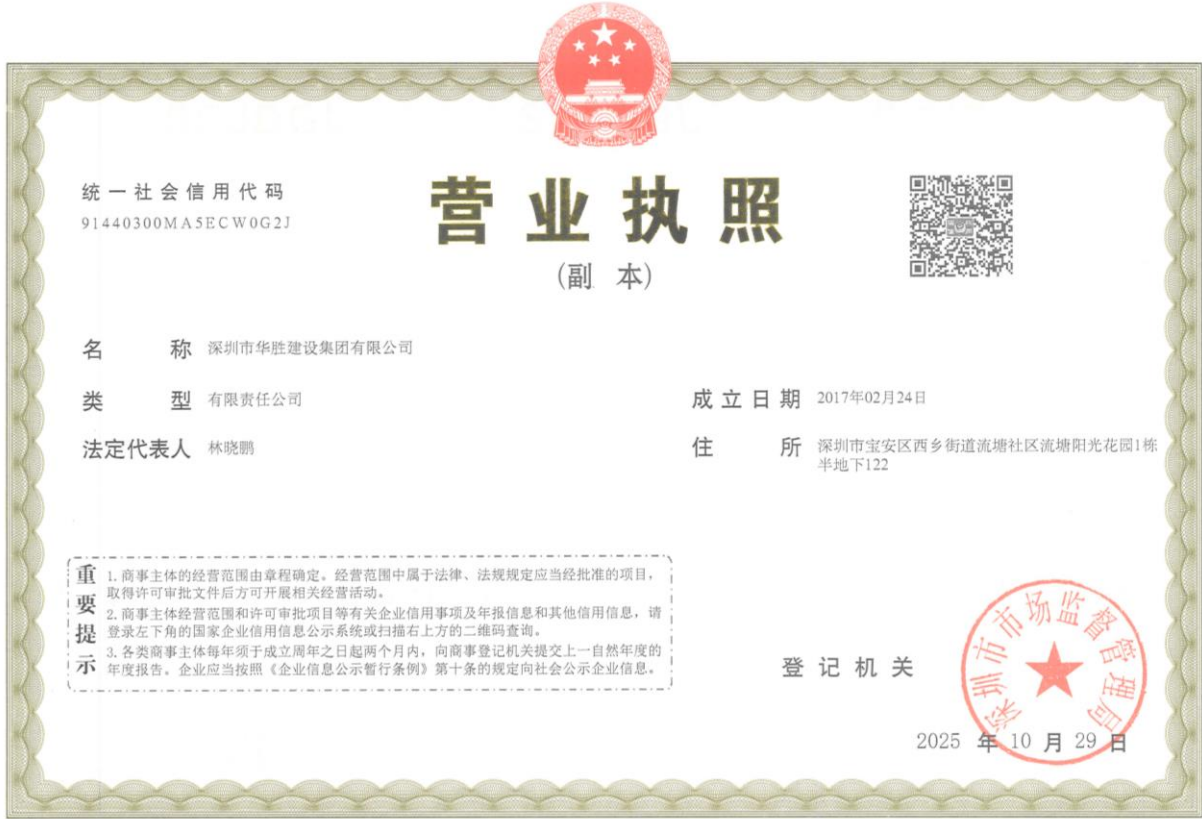 统一社会信用代码
91440300MA5ECW0G2J
营业执照
(副 本)
名 称 深圳市华胜建设集团有限公司
类 型 有限责任公司
法定代表人 林晓鹏
成立日期 2017年02月24日
住 所 深圳市宝安区西乡街道流塘社区流塘阳光花园1栋
半地下122
重要提示
1.商事主体的经营范围由章程确定。经营范围中属于法律、法规规定应当经批准的项目，
取得许可审批文件后方可开展相关经营活动。
2.商事主体经营范围和许可审批项目等有关企业信用事项及年报信息和其他信用信息，请
登录左下角的国家企业信用信息公示系统或扫描右上方的二维码查询。
3.各类商事主体每年须于成立周年之日起两个月内，向商事登记机关提交上一自然年度的
年度报告。企业应当按照《企业信息公示暂行条例》第十条的规定向社会公示企业信息。
登记机关
深圳市市场监督管理局
2025 年 10 月 29 日